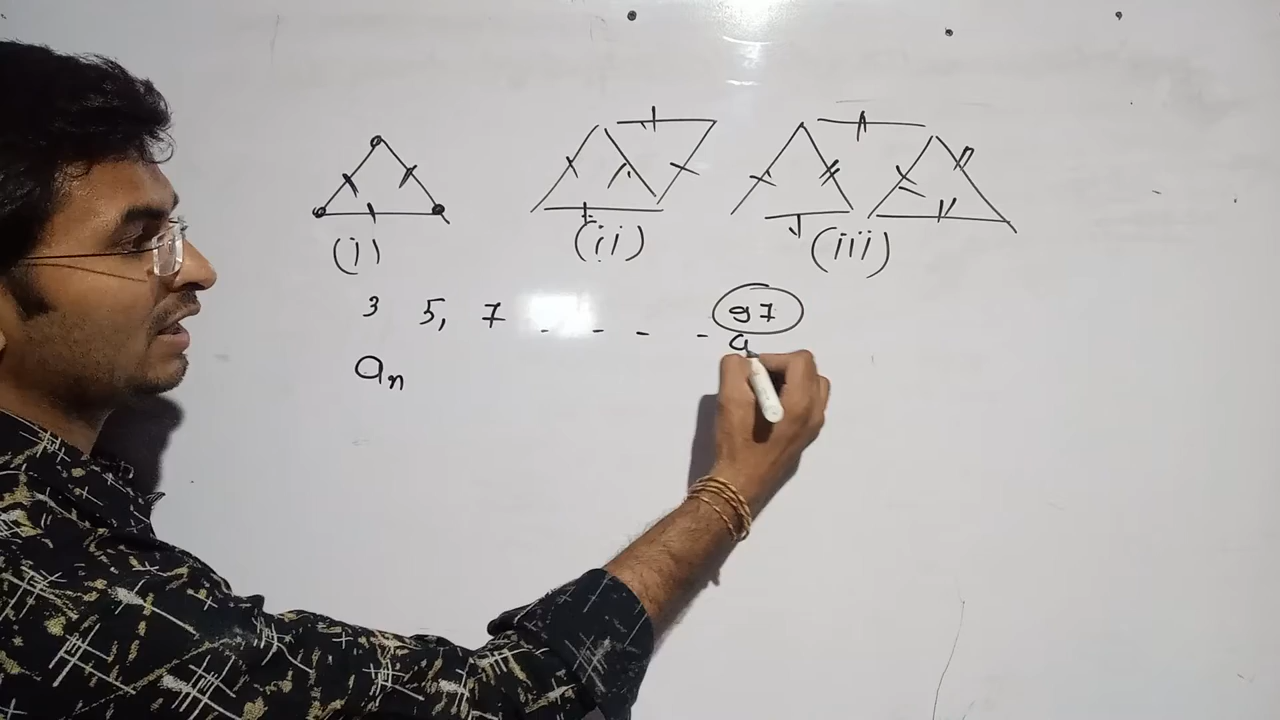 (i) (ii) (iii)
3 5, 7 - - - - 97
an a